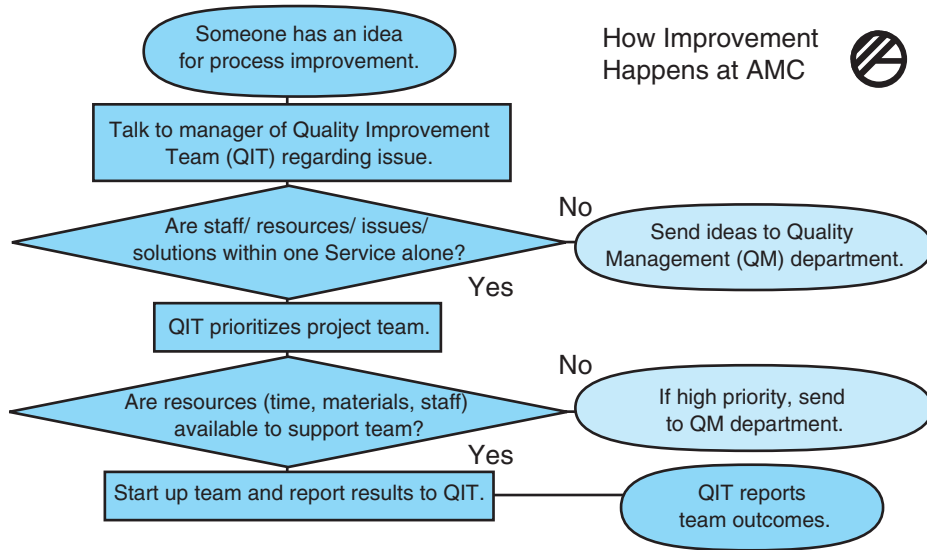 Someone has an idea
for process improvement.
How Improvement
Happens at AMC
Talk to manager of Quality Improvement
Team (QIT) regarding issue.
Are staff/ resources/ issues/
solutions within one Service alone?
No
Send ideas to Quality
Management (QM) department.
Yes
QIT prioritizes project team.
Are resources (time, materials, staff)
available to support team?
No
If high priority, send
to QM department.
Yes
Start up team and report results to QIT.
QIT reports
team outcomes.